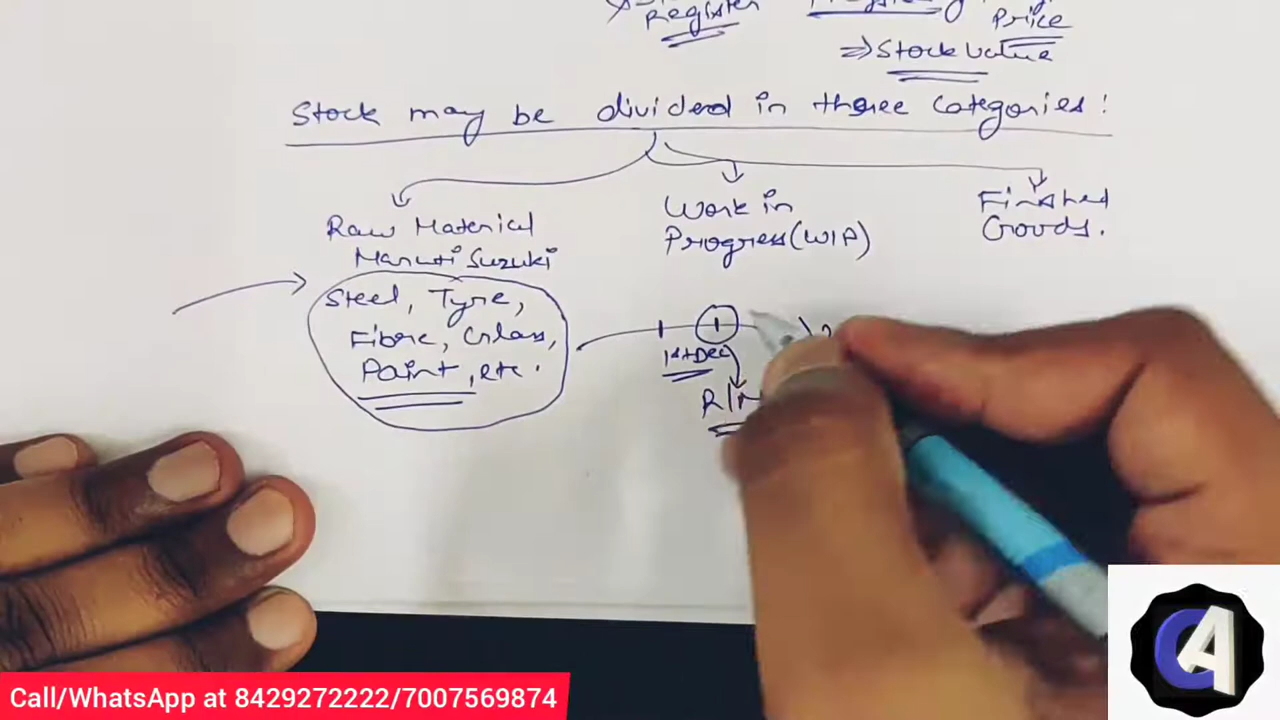 Register
Price
⇒ Stock Value
Stock may be divided in three categories:
Raw Material
Maruti Suzuki
Work in
Progress(WIP)
Finished
Goods.
Steel, Tyre,
Fibre, Glass,
Paint, etc.
1st Dec
Call/WhatsApp at 8429272222/7007569874
CA